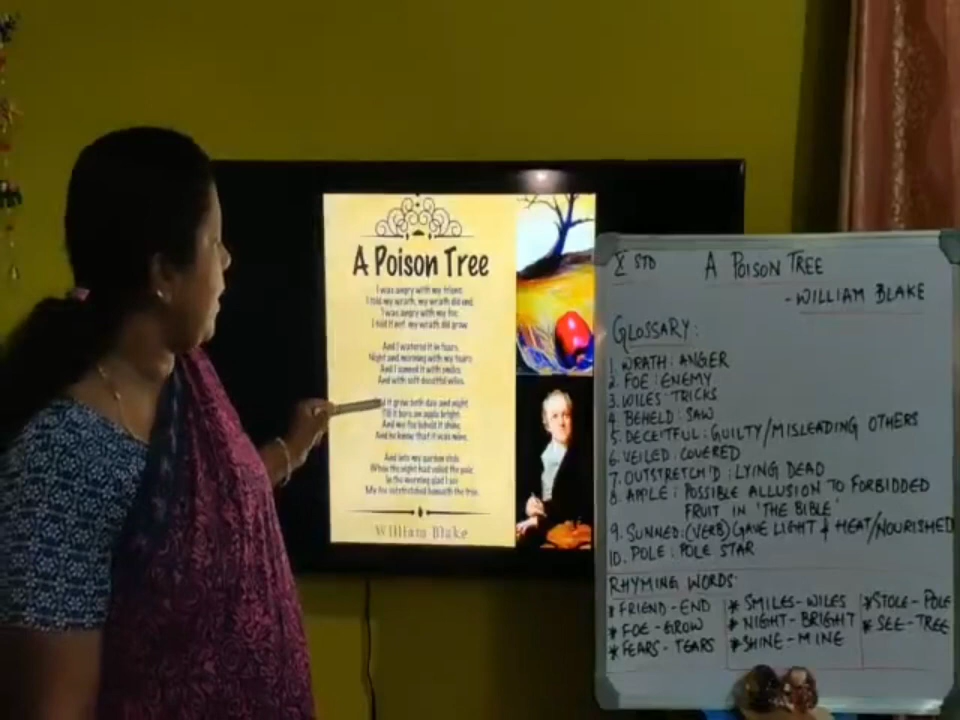 A Poison Tree
I was angry with my friend;
I told my wrath, my wrath did end.
I was angry with my foe:
I told it not, my wrath did grow
And I watered it in fears,
Night and morning with my tears
And I sunned it with smiles,
And with soft deceitful wiles.
it grew both day and night
Till it bore an apple bright.
And my foe beheld it shine,
And he knew that it was mine.
And into my garden stole
When the night had veiled the pole
In the morning glad I see
My foe outstretched beneath the tree.
William Blake
X STD A POISON TREE
- WILLIAM BLAKE
GLOSSARY:
1. WRATH : ANGER
2. FOE : ENEMY
3. WILES : TRICKS
4. BEHELD : SAW
5. DECEITFUL : GUILTY/MISLEADING OTHERS
6. VEILED : COVERED
7. OUTSTRETCH'D : LYING DEAD
8. APPLE : POSSIBLE ALLUSION TO FORBIDDED
FRUIT IN 'THE BIBLE'
9. SUNNED:(VERB) GAVE LIGHT & HEAT/NOURISHED
10. POLE : POLE STAR
RHYMING WORDS:
* FRIEND - END
* FOE - GROW
* FEARS - TEARS
* SMILES - WILES
* NIGHT - BRIGHT
* SHINE - MINE
* STOLE - POLE
* SEE - TREE